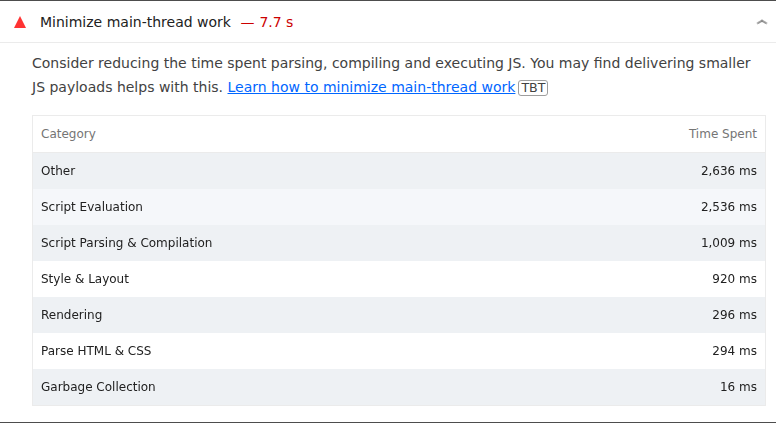 Minimize main-thread work — 7.7 s
Consider reducing the time spent parsing, compiling and executing JS. You may find delivering smaller
JS payloads helps with this. Learn how to minimize main-thread work TBT
Category Time Spent
Other 2,636 ms
Script Evaluation 2,536 ms
Script Parsing & Compilation 1,009 ms
Style & Layout 920 ms
Rendering 296 ms
Parse HTML & CSS 294 ms
Garbage Collection 16 ms